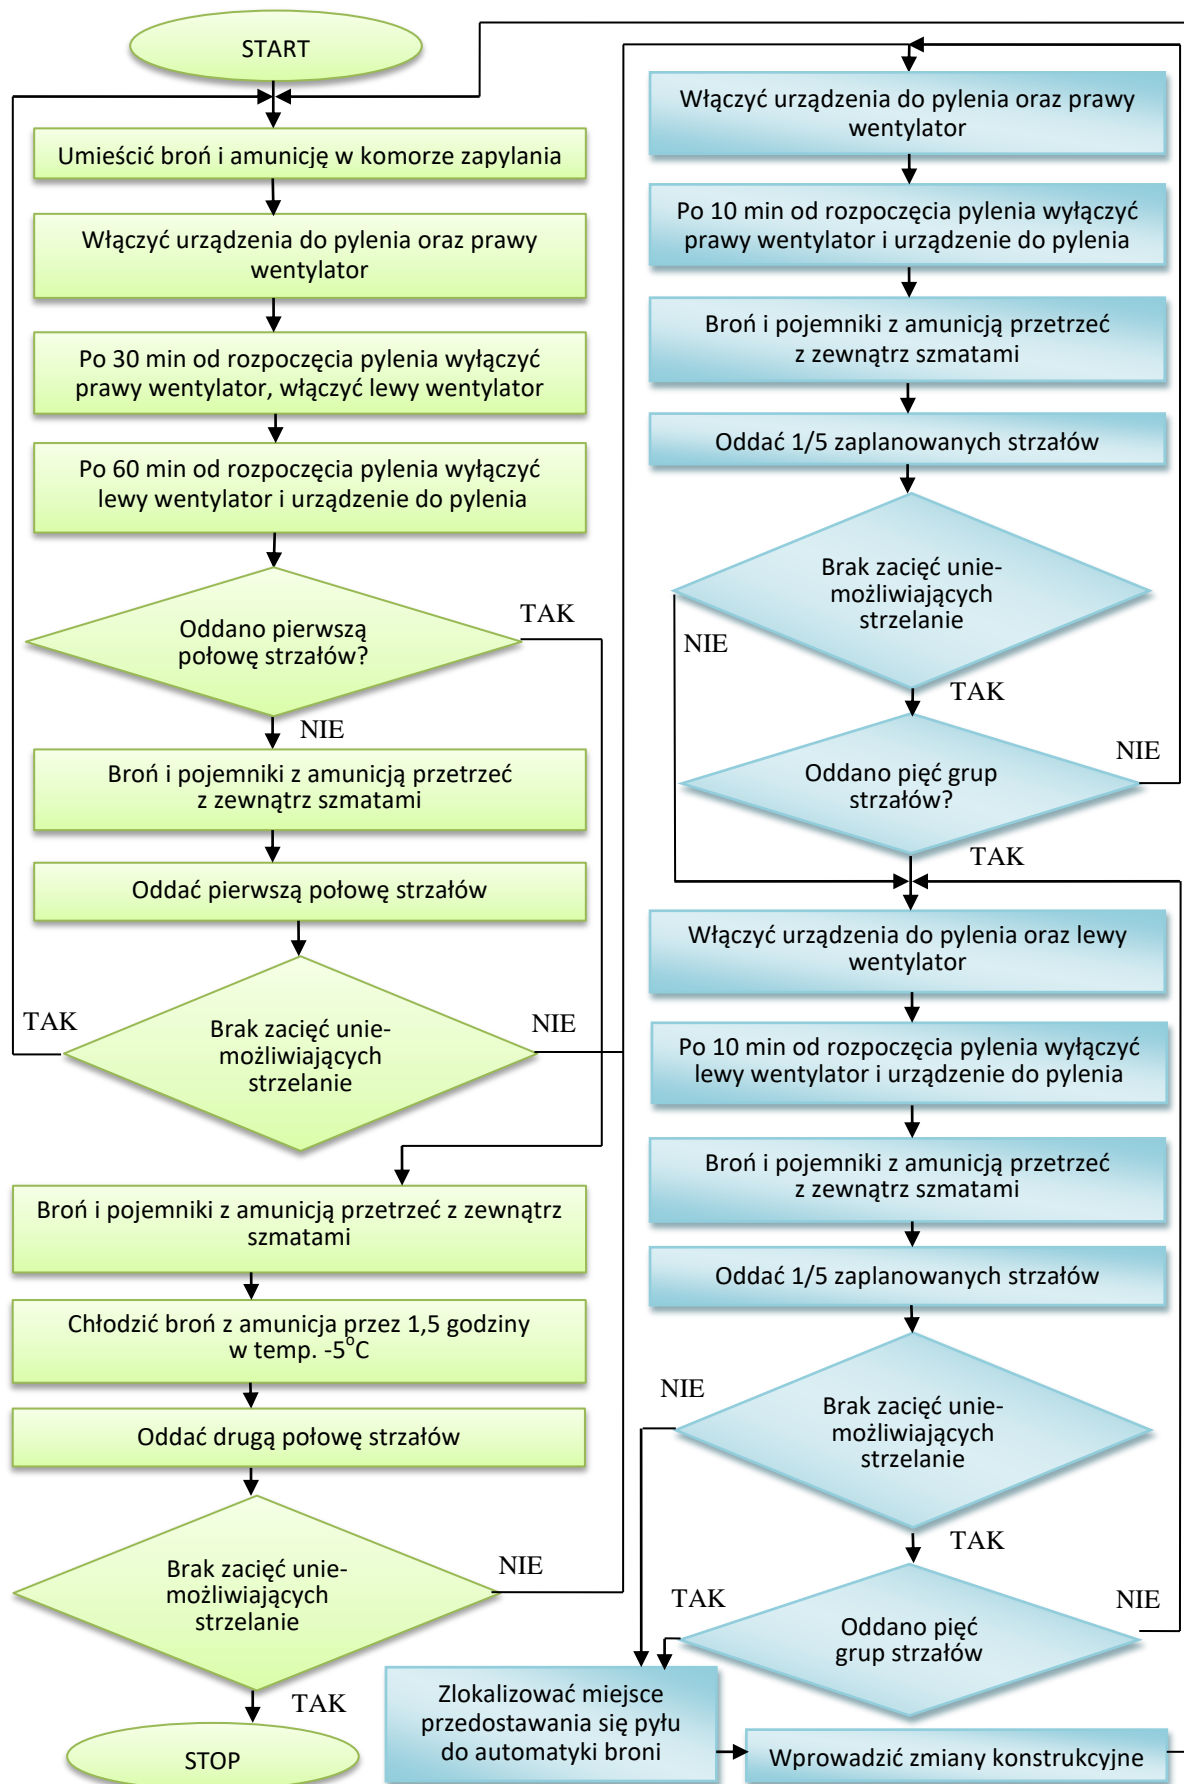 START
Umieścić broń i amunicję w komorze zapylania
Włączyć urządzenia do pylenia oraz prawy
wentylator
Po 30 min od rozpoczęcia pylenia wyłączyć
prawy wentylator, włączyć lewy wentylator
Po 60 min od rozpoczęcia pylenia wyłączyć
lewy wentylator i urządzenie do pylenia
Oddano pierwszą
połowę strzałów?
TAK
NIE
Broń i pojemniki z amunicją przetrzeć
z zewnątrz szmatami
Oddać pierwszą połowę strzałów
Brak zacięć unie-
możliwiających
strzelanie
TAK
NIE
Broń i pojemniki z amunicją przetrzeć z zewnątrz
szmatami
Chłodzić broń z amunicja przez 1,5 godziny
w temp. -5°C
Oddać drugą połowę strzałów
Brak zacięć unie-
możliwiających
strzelanie
NIE
TAK
STOP
Włączyć urządzenia do pylenia oraz prawy
wentylator
Po 10 min od rozpoczęcia pylenia wyłączyć
prawy wentylator i urządzenie do pylenia
Broń i pojemniki z amunicją przetrzeć
z zewnątrz szmatami
Oddać 1/5 zaplanowanych strzałów
Brak zacięć unie-
możliwiających
strzelanie
NIE
TAK
Oddano pięć grup
strzałów?
NIE
TAK
Włączyć urządzenia do pylenia oraz lewy
wentylator
Po 10 min od rozpoczęcia pylenia wyłączyć
lewy wentylator i urządzenie do pylenia
Broń i pojemniki z amunicją przetrzeć
z zewnątrz szmatami
Oddać 1/5 zaplanowanych strzałów
Brak zacięć unie-
możliwiających
strzelanie
NIE
TAK
Oddano pięć
grup strzałów
TAK
NIE
Zlokalizować miejsce
przedostawania się pyłu
do automatyki broni
Wprowadzić zmiany konstrukcyjne